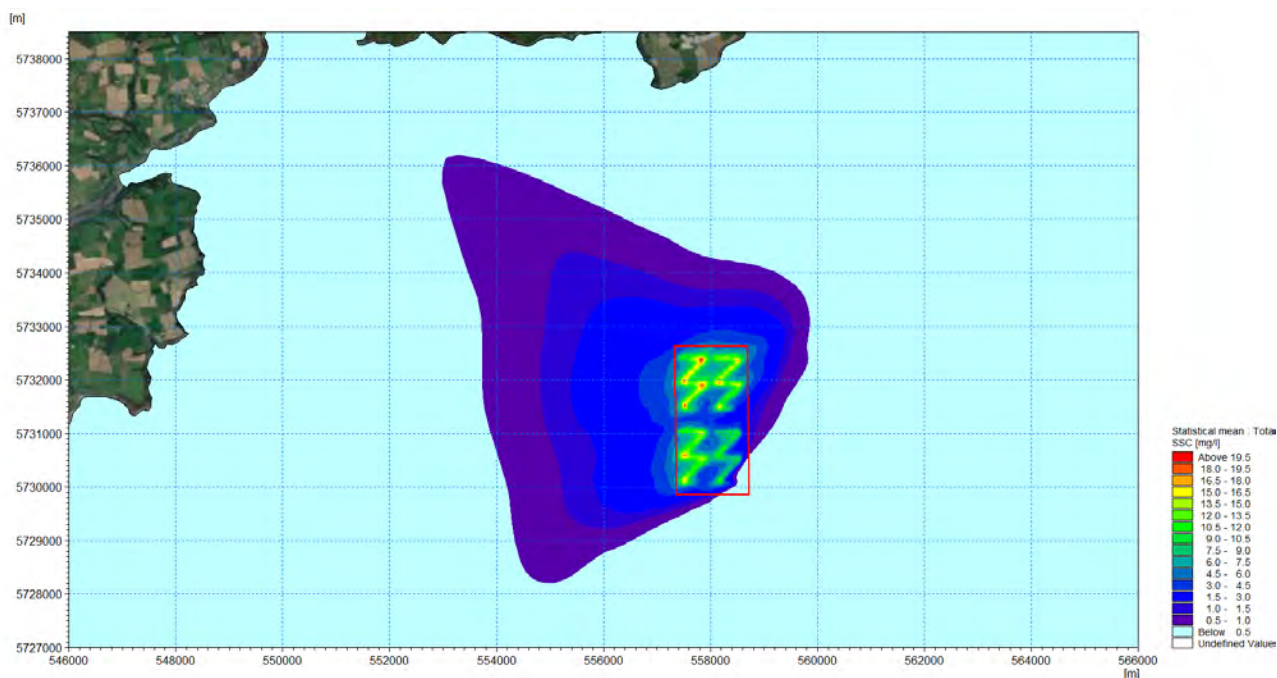 [m]
5738000
5737000
5736000
5735000
5734000
5733000
5732000
5731000
5730000
5729000
5728000
5727000
546000 548000 550000 552000 554000 556000 558000 560000 562000 564000 566000
[m]
Statistical mean : Tota
SSC [mg/l]
Above 19.5
18.0 - 19.5
16.5 - 18.0
15.0 - 16.5
13.5 - 15.0
12.0 - 13.5
10.5 - 12.0
9.0 - 10.5
7.5 - 9.0
6.0 - 7.5
4.5 - 6.0
3.0 - 4.5
1.5 - 3.0
1.0 - 1.5
0.5 - 1.0
Below 0.5
Undefined Values